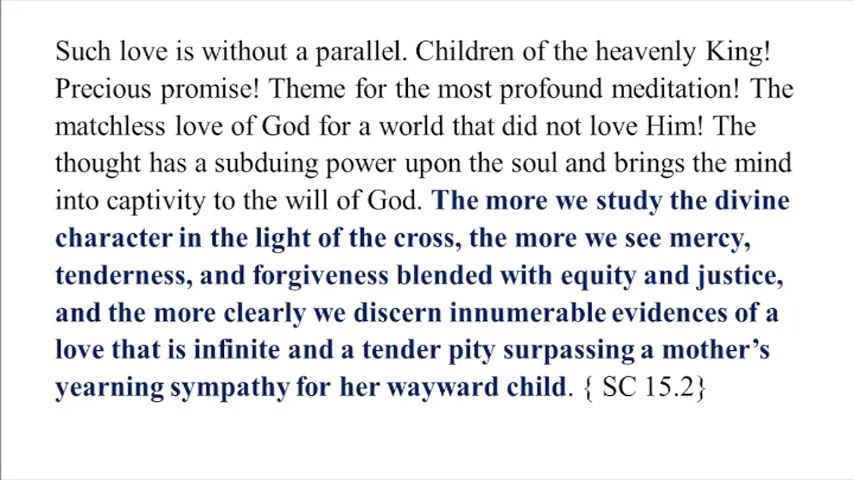 Such love is without a parallel. Children of the heavenly King!
Precious promise! Theme for the most profound meditation! The
matchless love of God for a world that did not love Him! The
thought has a subduing power upon the soul and brings the mind
into captivity to the will of God. The more we study the divine
character in the light of the cross, the more we see mercy,
tenderness, and forgiveness blended with equity and justice,
and the more clearly we discern innumerable evidences of a
love that is infinite and a tender pity surpassing a mother’s
yearning sympathy for her wayward child. { SC 15.2}